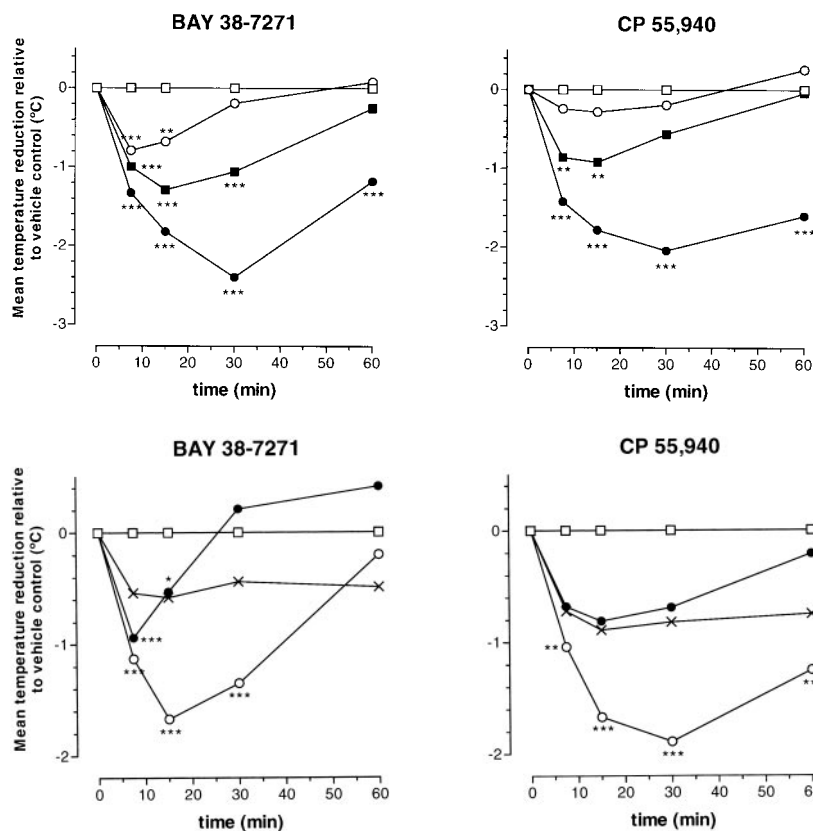 BAY 38-7271
CP 55,940
Mean temperature reduction relative
to vehicle control (°C)
0
-1
-2
-3
***
**
***
***
***
***
***
***
***
0
-1
-2
-3
**
**
***
***
***
***
0 10 20 30 40 50 60
time (min)
0 10 20 30 40 50 60
time (min)
BAY 38-7271
CP 55,940
Mean temperature reduction relative
to vehicle control (°C)
0
-1
-2
*
***
***
***
***
0
-1
-2
**
***
***
**
0 10 20 30 40 50 60
time (min)
0 10 20 30 40 50 60
time (min)